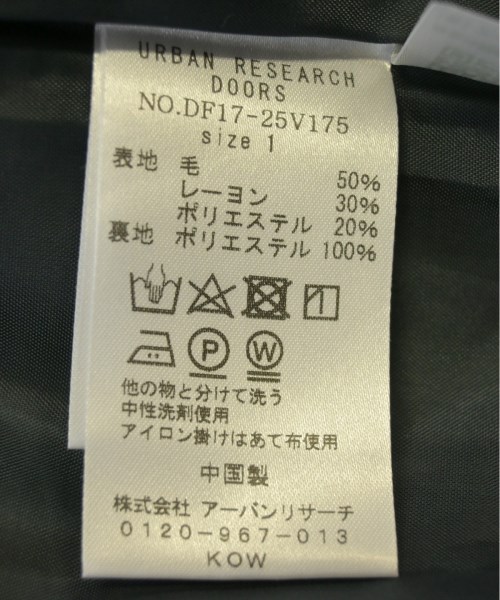 URBAN RESEARCH
DOORS
NO.DF17-25V175
size 1
表地 毛 50%
レーヨン 30%
ポリエステル 20%
裏地 ポリエステル 100%
P W
他の物と分けて洗う
中性洗剤使用
アイロン掛けはあて布使用
中国製
株式会社 アーバンリサーチ
0120-967-013
KOW